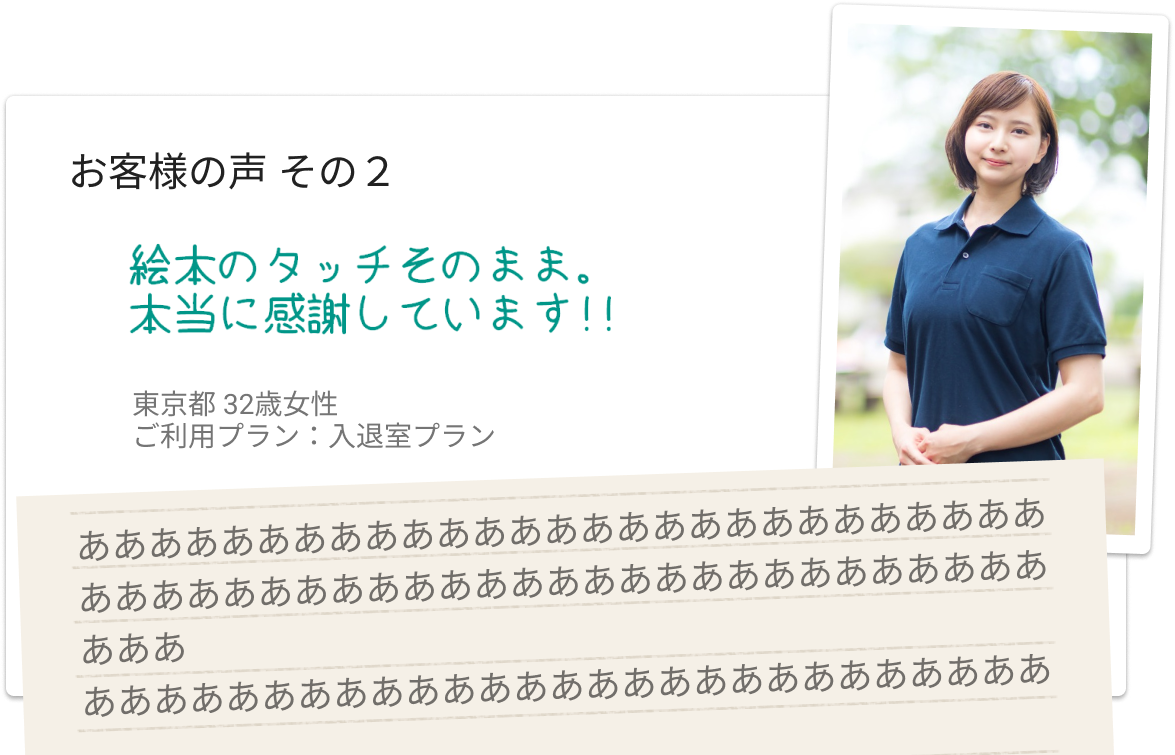 お客様の声 その２
絵本のタッチそのまま。
本当に感謝しています!!
東京都 32歳女性
ご利用プラン：入退室プラン
あああああああああああああああああああああああああああ
あああああああああああああああああああああああああああ
あああ
あああああああああああああああああああああああああああ